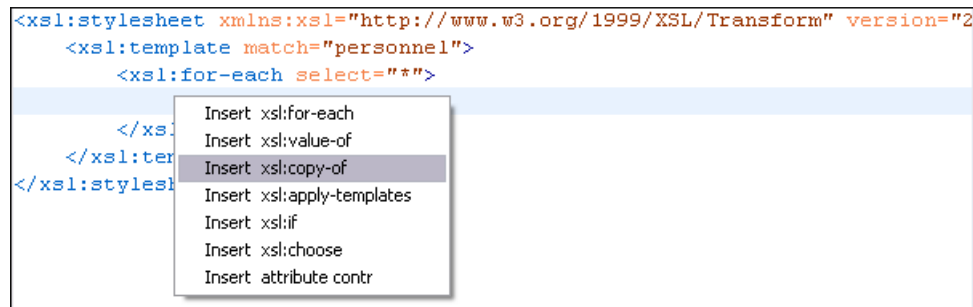 <xsl:stylesheet xmlns:xsl="http://www.w3.org/1999/XSL/Transform" version="2
<xsl:template match="personnel">
<xsl:for-each select="*">
Insert xsl:for-each
</xs
Insert xsl:value-of
</xsl:ter
Insert xsl:copy-of
</xsl:styles
Insert xsl:apply-templates
Insert xsl:if
Insert xsl:choose
Insert attribute contr